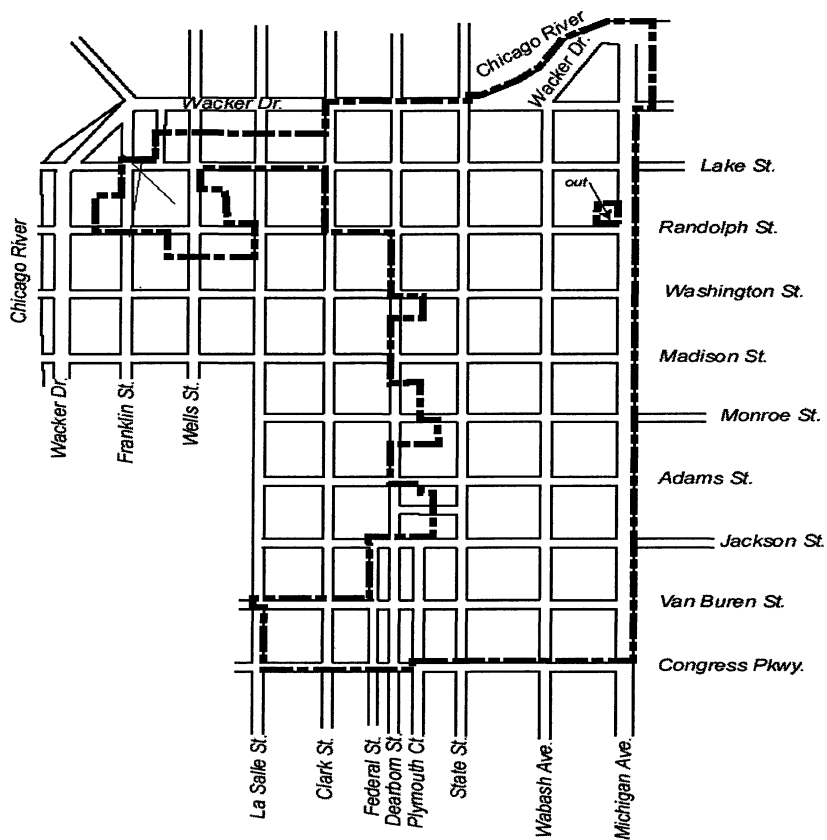 Chicago River
Wacker Dr.
Wacker Dr.
Lake St.
out
Randolph St.
Chicago River
Washington St.
Madison St.
Wacker Dr.
Franklin St.
Wells St.
Monroe St.
Adams St.
Jackson St.
Van Buren St.
Congress Pkwy.
La Salle St.
Clark St.
Federal St.
Dearborn St.
Plymouth Ct.
State St.
Wabash Ave.
Michigan Ave.